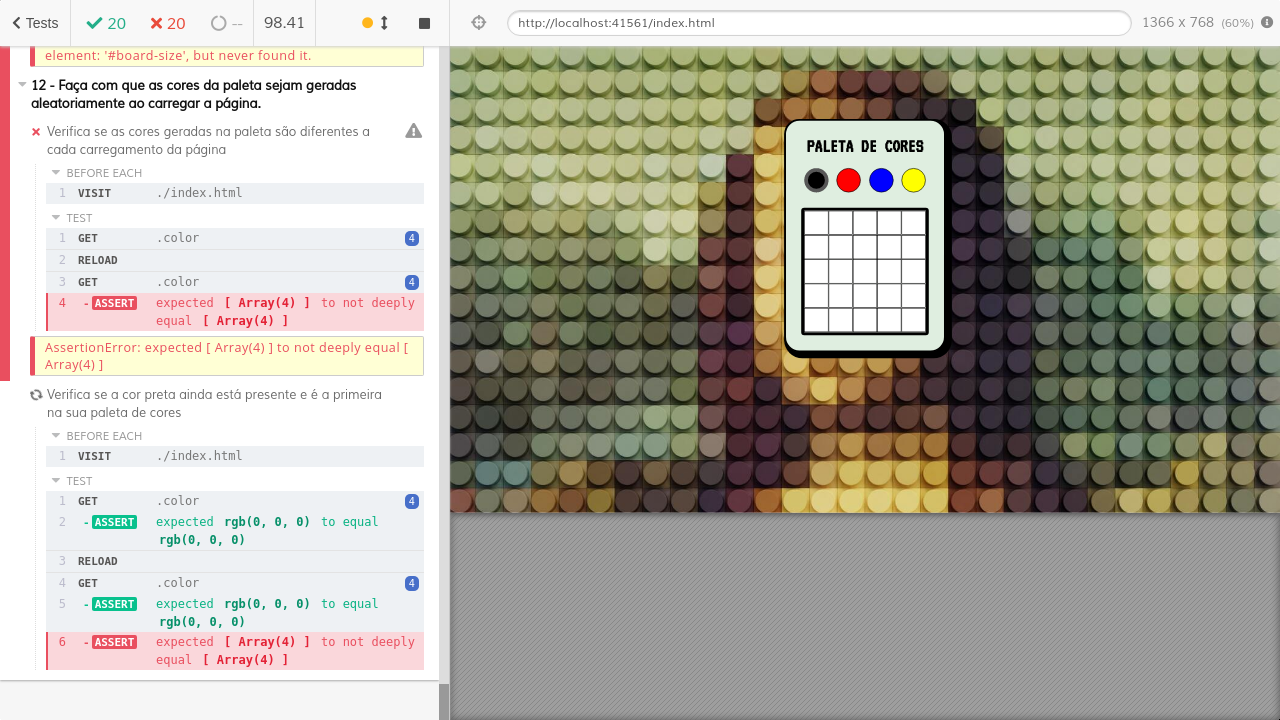 Tests
20
20
--
98.41
http://localhost:41561/index.html
1366 x 768 (60%)
element: '#board-size', but never found it.
12 - Faça com que as cores da paleta sejam geradas
aleatoriamente ao carregar a página.
Verifica se as cores geradas na paleta são diferentes a
cada carregamento da página
BEFORE EACH
1 VISIT ./index.html
TEST
1 GET .color 4
2 RELOAD
3 GET .color 4
4 -ASSERT expected [ Array(4) ] to not deeply
equal [ Array(4) ]
AssertionError: expected [ Array(4) ] to not deeply equal [
Array(4) ]
Verifica se a cor preta ainda está presente e é a primeira
na sua paleta de cores
BEFORE EACH
1 VISIT ./index.html
TEST
1 GET .color 4
2 -ASSERT expected rgb(0, 0, 0) to equal
rgb(0, 0, 0)
3 RELOAD
4 GET .color 4
5 -ASSERT expected rgb(0, 0, 0) to equal
rgb(0, 0, 0)
6 -ASSERT expected [ Array(4) ] to not deeply
equal [ Array(4) ]
PALETA DE CORES